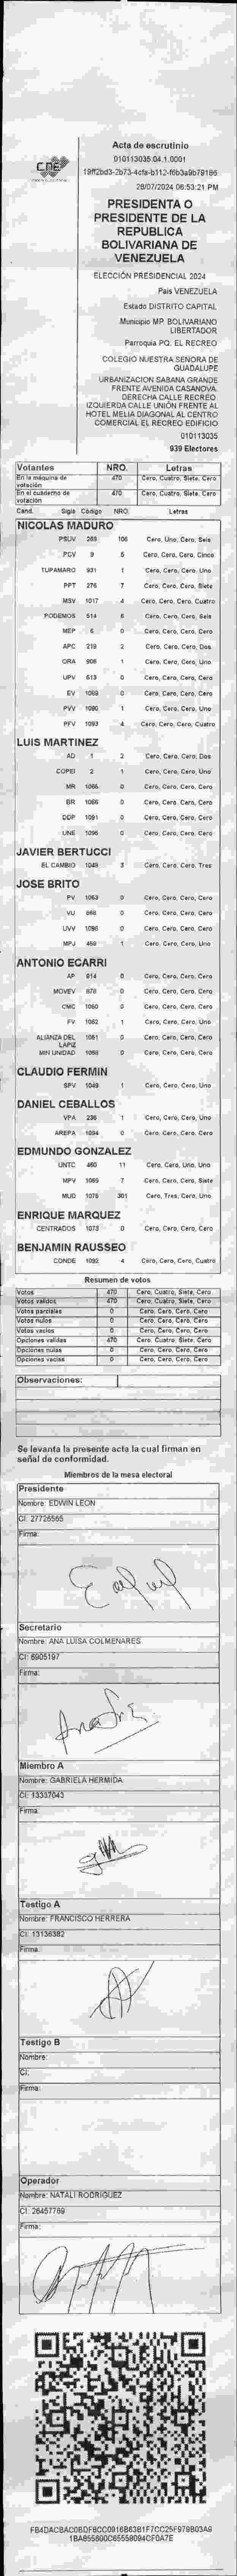 CNE
Acta de escrutinio
010113035.04.1.0001
28/07/2024 06:53:21 PM
PRESIDENTA O
PRESIDENTE DE LA
REPUBLICA
BOLIVARIANA DE
VENEZUELA
ELECCIÓN PRESIDENCIAL 2024
País VENEZUELA
Estado DISTRITO CAPITAL
Municipio MP. BOLIVARIANO
LIBERTADOR
Parroquia PQ. EL RECREO
COLEGIO NUESTRA SEÑORA DE
GUADALUPE
URBANIZACION SABANA GRANDE
FRENTE AVENIDA CASANOVA.
DERECHA CALLE RECREO
IZQUIERDA CALLE UNIÓN FRENTE AL
HOTEL MELIA DIAGONAL AL CENTRO
COMERCIAL EL RECREO EDIFICIO
010113035
939 Electores
Votantes NRO. Letras
En la máquina de votación 470 Cero, Cuatro, Siete, Cero
En el cuaderno de votación 470 Cero, Cuatro, Siete, Cero
Cand. Sigla Código NRO. Letras
NICOLAS MADURO
PSUV 269 106 Cero, Uno, Cero, Seis
PCV 9 5 Cero, Cero, Cero, Cinco
TUPAMARO 931 1 Cero, Cero, Cero, Uno
PPT 276 7 Cero, Cero, Cero, Siete
MSV 1017 4 Cero, Cero, Cero, Cuatro
PODEMOS 514 6 Cero, Cero, Cero, Seis
MEP 6 0 Cero, Cero, Cero, Cero
APC 219 2 Cero, Cero, Cero, Dos
ORA 908 1 Cero, Cero, Cero, Uno
UPV 613 0 Cero, Cero, Cero, Cero
EV 1069 0 Cero, Cero, Cero, Cero
PVV 1090 1 Cero, Cero, Cero, Uno
PFV 1093 4 Cero, Cero, Cero, Cuatro
LUIS MARTINEZ
AD 1 2 Cero, Cero, Cero, Dos
COPEI 2 1 Cero, Cero, Cero, Uno
MR 1065 0 Cero, Cero, Cero, Cero
BR 1066 0 Cero, Cero, Cero, Cero
DDP 1091 0 Cero, Cero, Cero, Cero
UNE 1096 0 Cero, Cero, Cero, Cero
JAVIER BERTUCCI
EL CAMBIO 1048 3 Cero, Cero, Cero, Tres
JOSE BRITO
PV 1053 0 Cero, Cero, Cero, Cero
VU 868 0 Cero, Cero, Cero, Cero
UVV 1095 0 Cero, Cero, Cero, Cero
MPJ 459 1 Cero, Cero, Cero, Uno
ANTONIO ECARRI
AP 914 0 Cero, Cero, Cero, Cero
MOVEV 878 0 Cero, Cero, Cero, Cero
CMC 1060 0 Cero, Cero, Cero, Cero
FV 1062 1 Cero, Cero, Cero, Uno
ALIANZA DEL LAPIZ 1061 0 Cero, Cero, Cero, Cero
MIN UNIDAD 1068 0 Cero, Cero, Cero, Cero
CLAUDIO FERMIN
SPV 1049 1 Cero, Cero, Cero, Uno
DANIEL CEBALLOS
VPA 236 1 Cero, Cero, Cero, Uno
AREPA 1094 0 Cero, Cero, Cero, Cero
EDMUNDO GONZALEZ
UNTC 460 11 Cero, Cero, Uno, Uno
MPV 1069 7 Cero, Cero, Cero, Siete
MUD 1075 301 Cero, Tres, Cero, Uno
ENRIQUE MARQUEZ
CENTRADOS 1073 0 Cero, Cero, Cero, Cero
BENJAMIN RAUSSEO
CONDE 1092 4 Cero, Cero, Cero, Cuatro
Resumen de votos
Votos 470 Cero, Cuatro, Siete, Cero
Votos validos 470 Cero, Cuatro, Siete, Cero
Votos parciales 0 Cero, Cero, Cero, Cero
Votos nulos 0 Cero, Cero, Cero, Cero
Votos vacios 0 Cero, Cero, Cero, Cero
Opciones validas 470 Cero, Cuatro, Siete, Cero
Opciones nulas 0 Cero, Cero, Cero, Cero
Opciones vacias 0 Cero, Cero, Cero, Cero
Observaciones:
Se levanta la presente acta la cual firman en
señal de conformidad.
Miembros de la mesa electoral
Presidente
Nombre: EDWIN LEON
CI: 27726565
Firma:
Secretario
Nombre: ANA LUISA COLMENARES
CI: 6905197
Firma:
Miembro A
Nombre: GABRIELA HERMIDA
CI: 13337043
Firma:
Testigo A
Nombre: FRANCISCO HERRERA
CI: 13136382
Firma:
Testigo B
Nombre:
CI:
Firma:
Operador
Nombre: NATALI RODRIGUEZ
CI: 26457789
Firma: